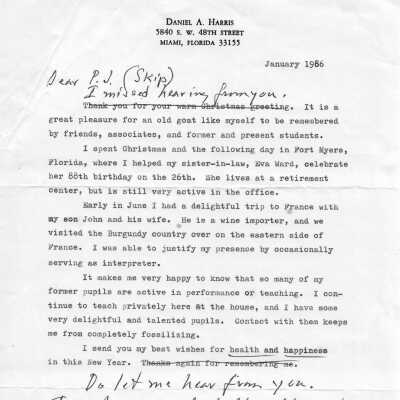 DANIEL A. HARRIS
5840 S. W. 48TH STREET
MIAMI, FLORIDA 33155
January 1986
Dear P.J. (Skip)
I missed hearing from you.
Thank you for your warm Christmas greeting. It is a
great pleasure for an old goat like myself to be remembered
by friends, associates, and former and present students.
I spent Christmas and the following day in Fort Myers,
Florida, where I helped my sister-in-law, Eva Ward, celebrate
her 88th birthday on the 26th. She lives at a retirement
center, but is still very active in the office.
Early in June I had a delightful trip to France with
my son John and his wife. He is a wine importer, and we
visited the Burgundy country over on the eastern side of
France. I was able to justify my presence by occasionally
serving as interpreter.
It makes me very happy to know that so many of my
former pupils are active in performance or teaching. I con-
tinue to teach privately here at the house, and I have some
very delightful and talented pupils. Contact with them keeps
me from completely fossilizing.
I send you my best wishes for health and happiness
in this New Year. Thanks again for remembering me.
Do let me hear from you.